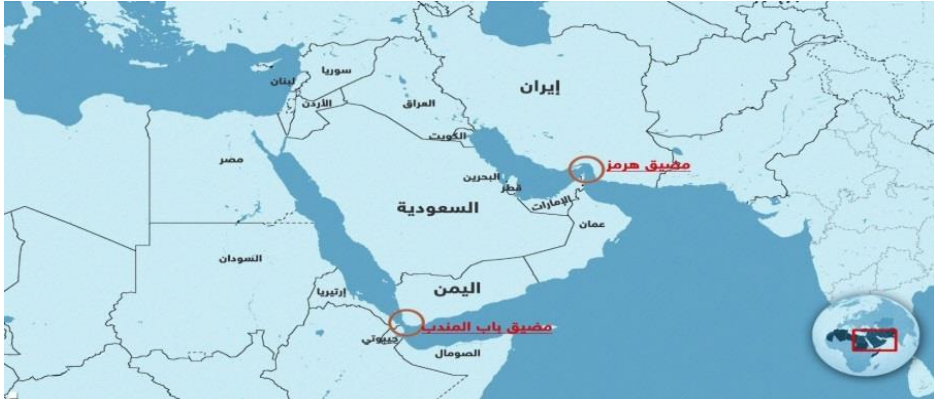 سوريا
لبنان
العراق
الأردن
إيران
الكويت
مصر
مضيق هرمز
البحرين
قطر
الإمارات
السعودية
عمان
السودان
اليمن
إرتيريا
مضيق باب المندب
جيبوتي
الصومال